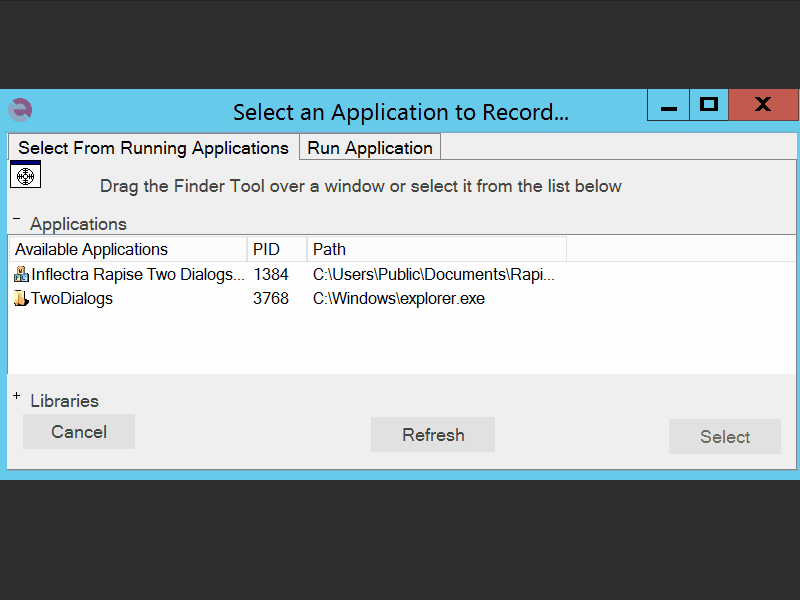 Select an Application to Record...
Select From Running Applications Run Application
Drag the Finder Tool over a window or select it from the list below
Applications
Available Applications PID Path
Inflectra Rapise Two Dialogs... 1384 C:\Users\Public\Documents\Rapi...
TwoDialogs 3768 C:\Windows\explorer.exe
Libraries
Cancel Refresh Select